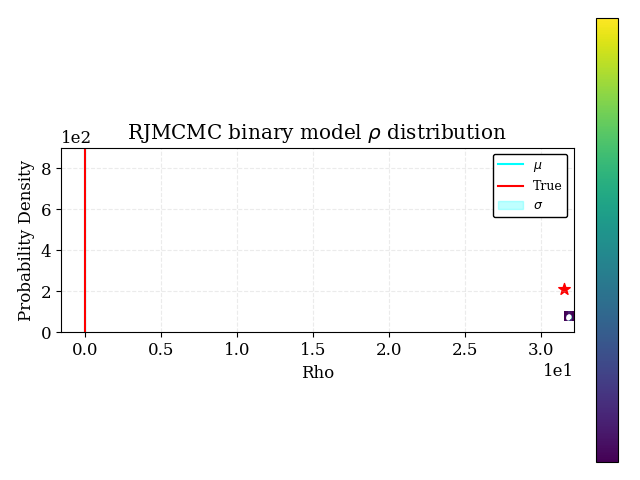 RJMCMC binary model ρ distribution
1e2
μ
True
σ
Probability Density
8
6
4
2
0
0.0 0.5 1.0 1.5 2.0 2.5 3.0
1e1
Rho